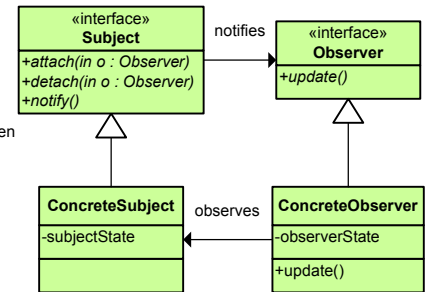 «interface»
Subject
+attach(in o : Observer)
+detach(in o : Observer)
+notify()
notifies
«interface»
Observer
+update()
en
ConcreteSubject
-subjectState
observes
ConcreteObserver
-observerState
+update()